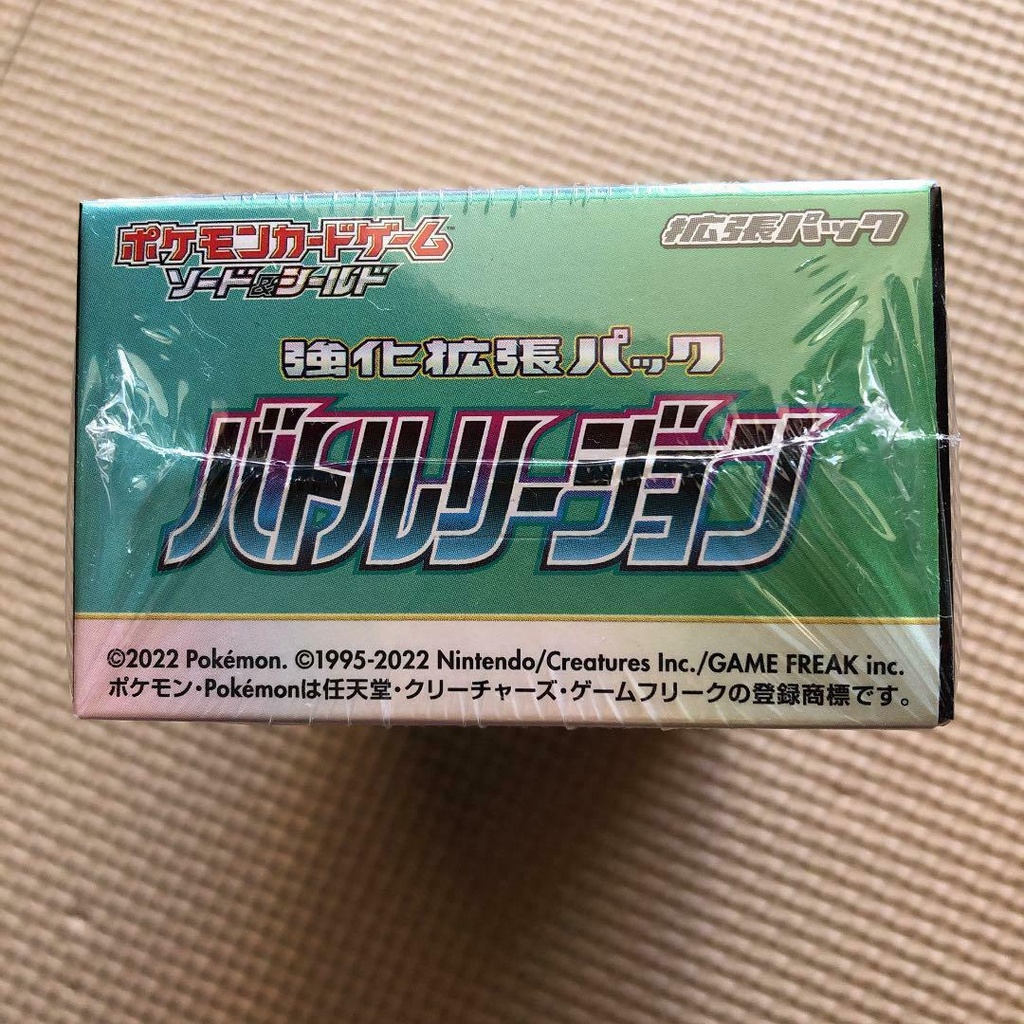 ポケモンカードゲーム™
ソード&シールド
拡張パック
強化拡張パック
バトルリージョン
©2022 Pokémon. ©1995-2022 Nintendo/Creatures Inc./GAME FREAK inc.
ポケモン・Pokémonは任天堂・クリーチャーズ・ゲームフリークの登録商標です。